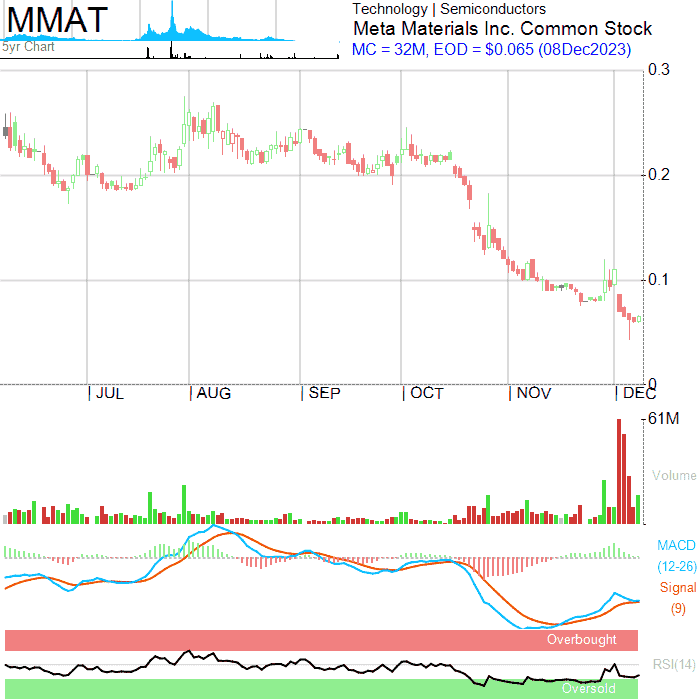 MMAT
5yr Chart
Technology | Semiconductors
Meta Materials Inc. Common Stock
MC = 32M, EOD = $0.065 (08Dec2023)
0.3
0.2
0.1
0
JUL AUG SEP OCT NOV DEC
61M
Volume
MACD
(12-26)
Signal
(9)
Overbought
RSI(14)
Oversold